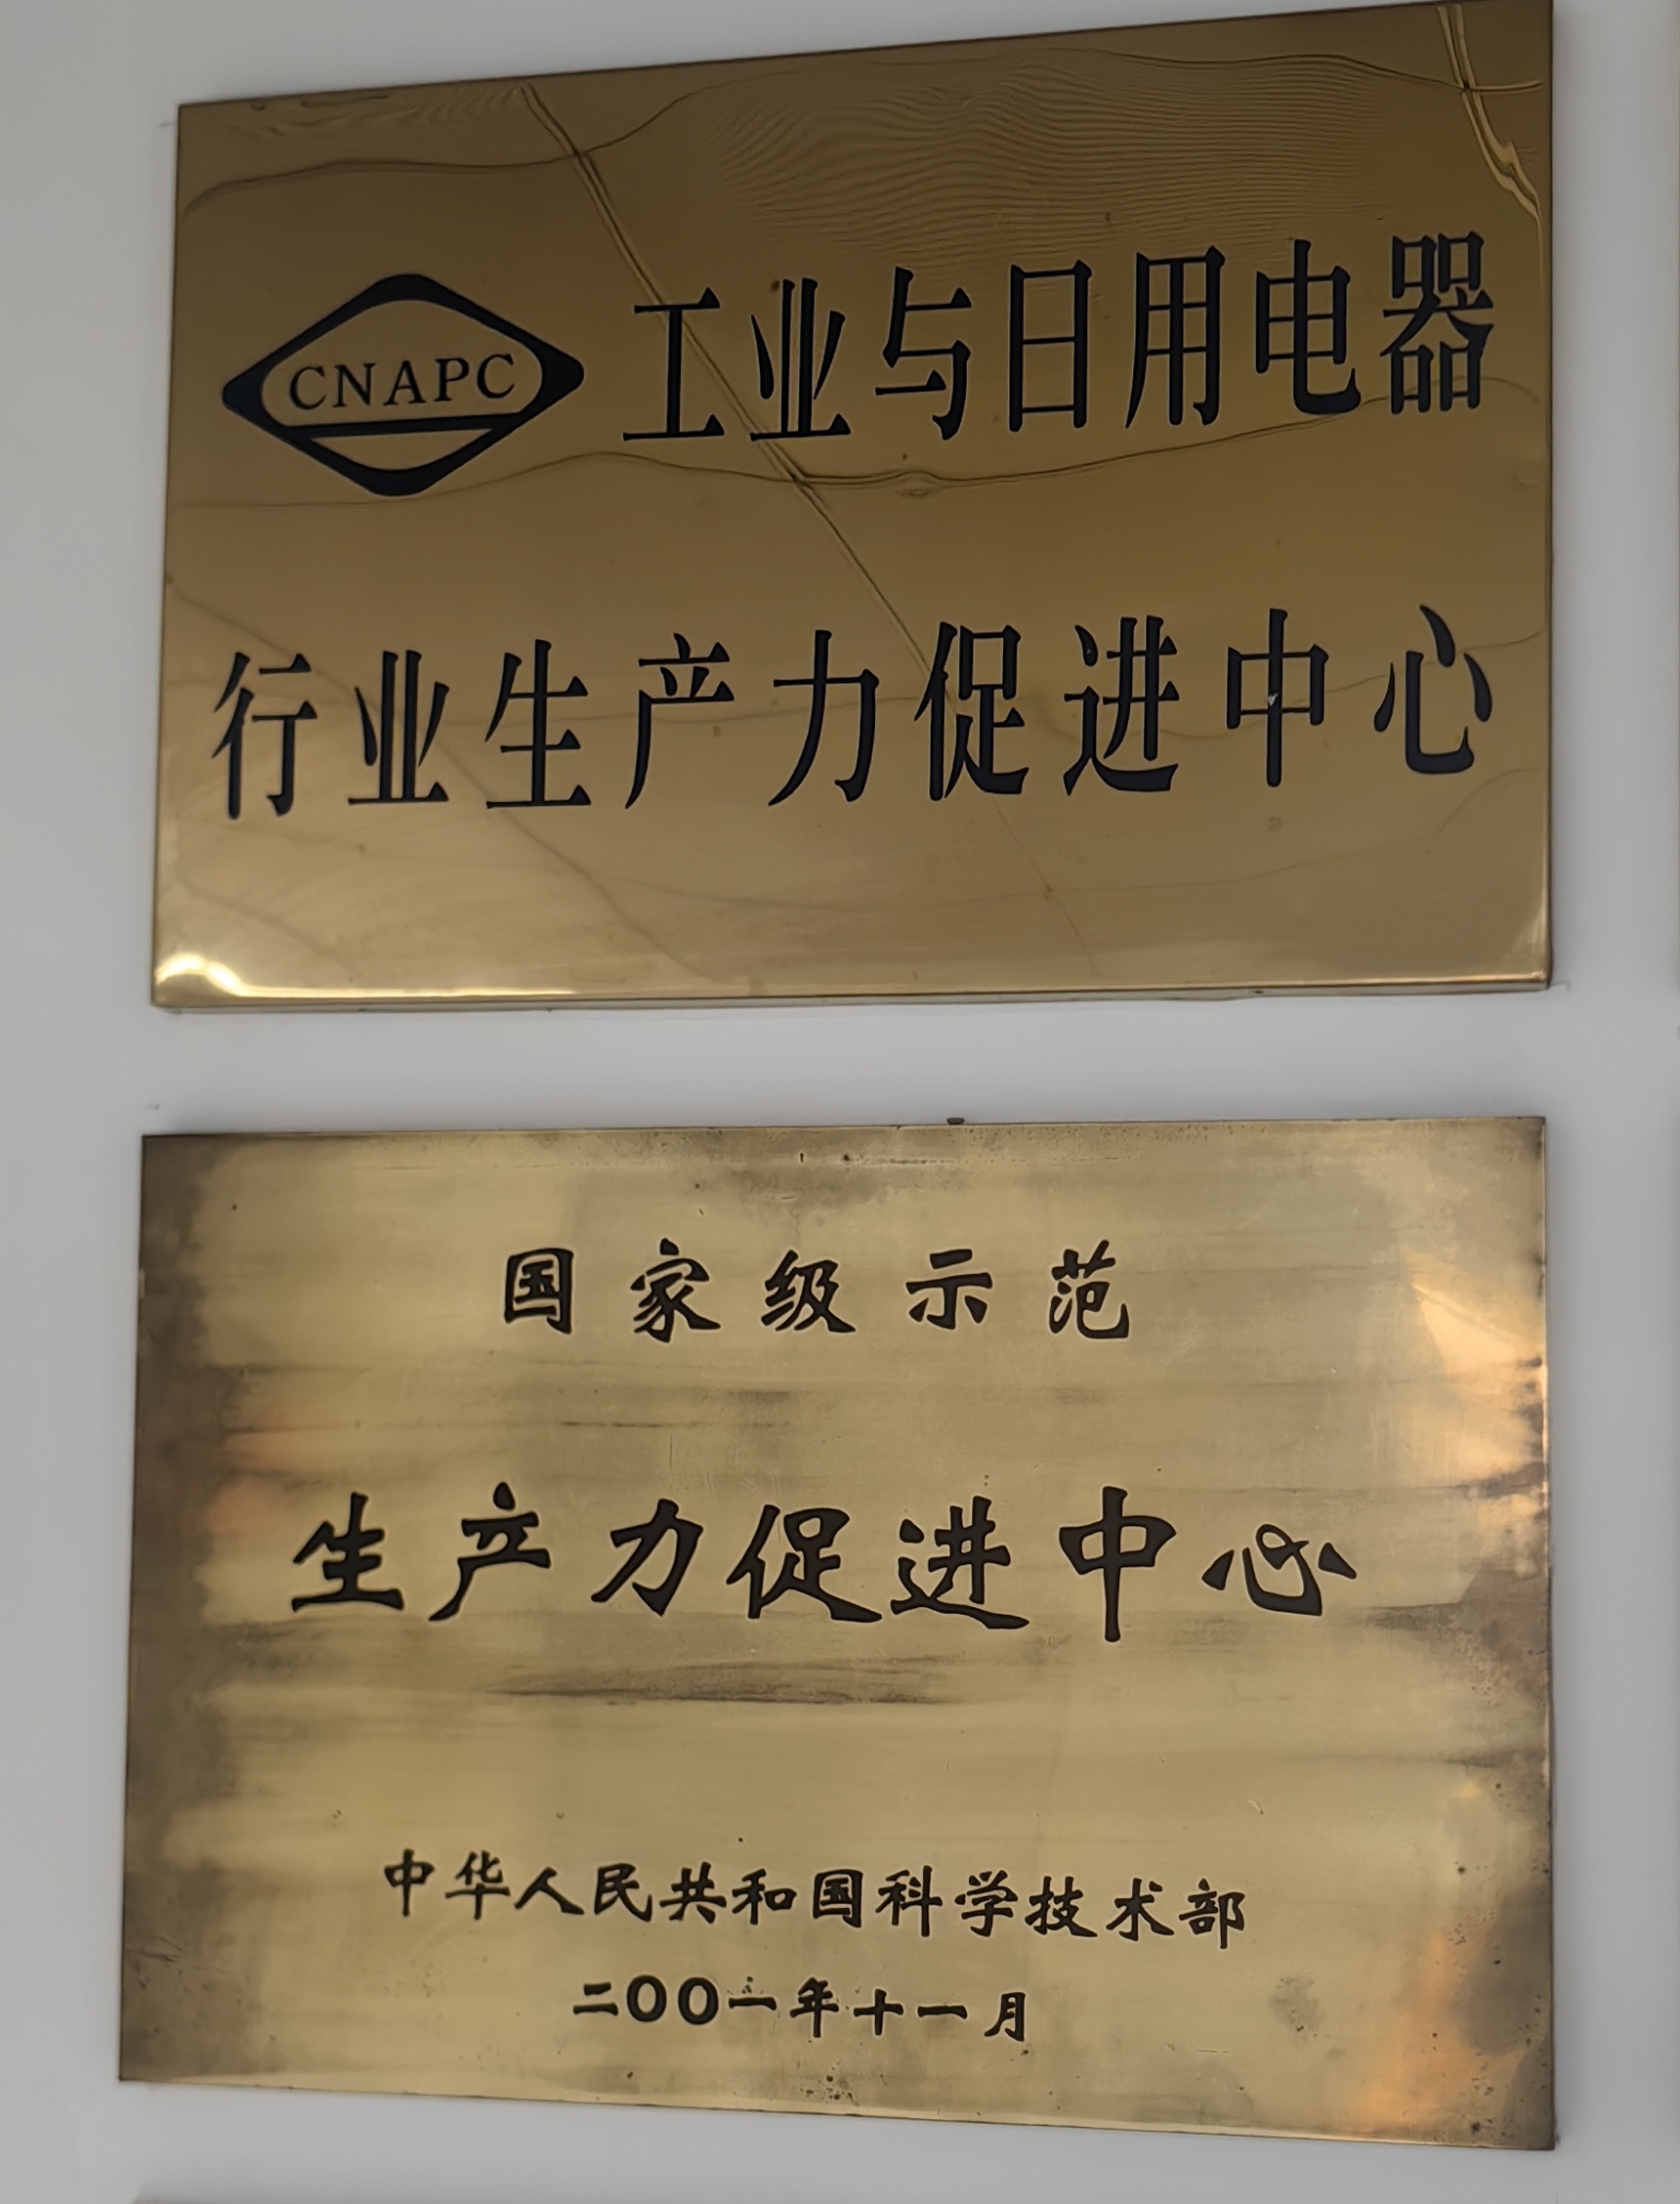 CNAPC 工业与日用电器
行业生产力促进中心
国家级示范
生产力促进中心
中华人民共和国科学技术部
二〇〇一年十一月